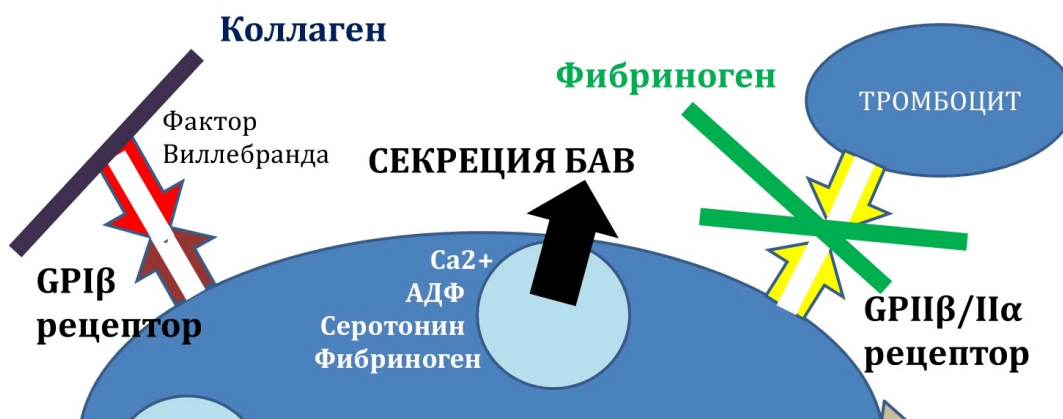 Коллаген
Фактор
Виллебранда
GPIβ
рецептор
СЕКРЕЦИЯ БАВ
Ca2+
АДФ
Серотонин
Фибриноген
Фибриноген
ТРОМБОЦИТ
GPIIβ/IIα
рецептор